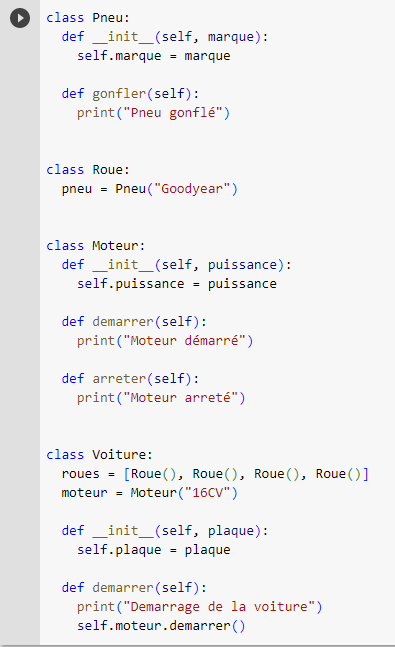 class Pneu:
  def __init__(self, marque):
    self.marque = marque

  def gonfler(self):
    print("Pneu gonflé")


class Roue:
  pneu = Pneu("Goodyear")


class Moteur:
  def __init__(self, puissance):
    self.puissance = puissance

  def demarrer(self):
    print("Moteur démarré")

  def arreter(self):
    print("Moteur arreté")


class Voiture:
  roues = [Roue(), Roue(), Roue(), Roue()]
  moteur = Moteur("16CV")

  def __init__(self, plaque):
    self.plaque = plaque

  def demarrer(self):
    print("Demarrage de la voiture")
    self.moteur.demarrer()